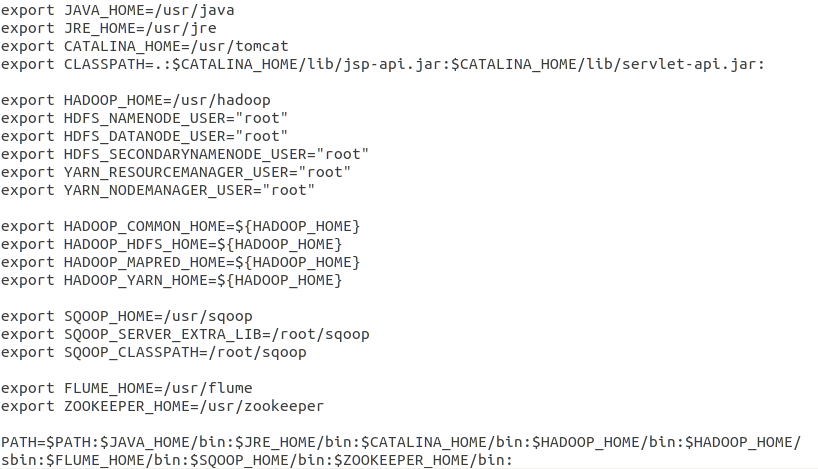 export JAVA_HOME=/usr/java
export JRE_HOME=/usr/jre
export CATALINA_HOME=/usr/tomcat
export CLASSPATH=.:$CATALINA_HOME/lib/jsp-api.jar:$CATALINA_HOME/lib/servlet-api.jar:
export HADOOP_HOME=/usr/hadoop
export HDFS_NAMENODE_USER="root"
export HDFS_DATANODE_USER="root"
export HDFS_SECONDARYNAMENODE_USER="root"
export YARN_RESOURCEMANAGER_USER="root"
export YARN_NODEMANAGER_USER="root"
export HADOOP_COMMON_HOME=${HADOOP_HOME}
export HADOOP_HDFS_HOME=${HADOOP_HOME}
export HADOOP_MAPRED_HOME=${HADOOP_HOME}
export HADOOP_YARN_HOME=${HADOOP_HOME}
export SQOOP_HOME=/usr/sqoop
export SQOOP_SERVER_EXTRA_LIB=/root/sqoop
export SQOOP_CLASSPATH=/root/sqoop
export FLUME_HOME=/usr/flume
export ZOOKEEPER_HOME=/usr/zookeeper
PATH=$PATH:$JAVA_HOME/bin:$JRE_HOME/bin:$CATALINA_HOME/bin:$HADOOP_HOME/bin:$HADOOP_HOME/
sbin:$FLUME_HOME/bin:$SQOOP_HOME/bin:$ZOOKEEPER_HOME/bin: